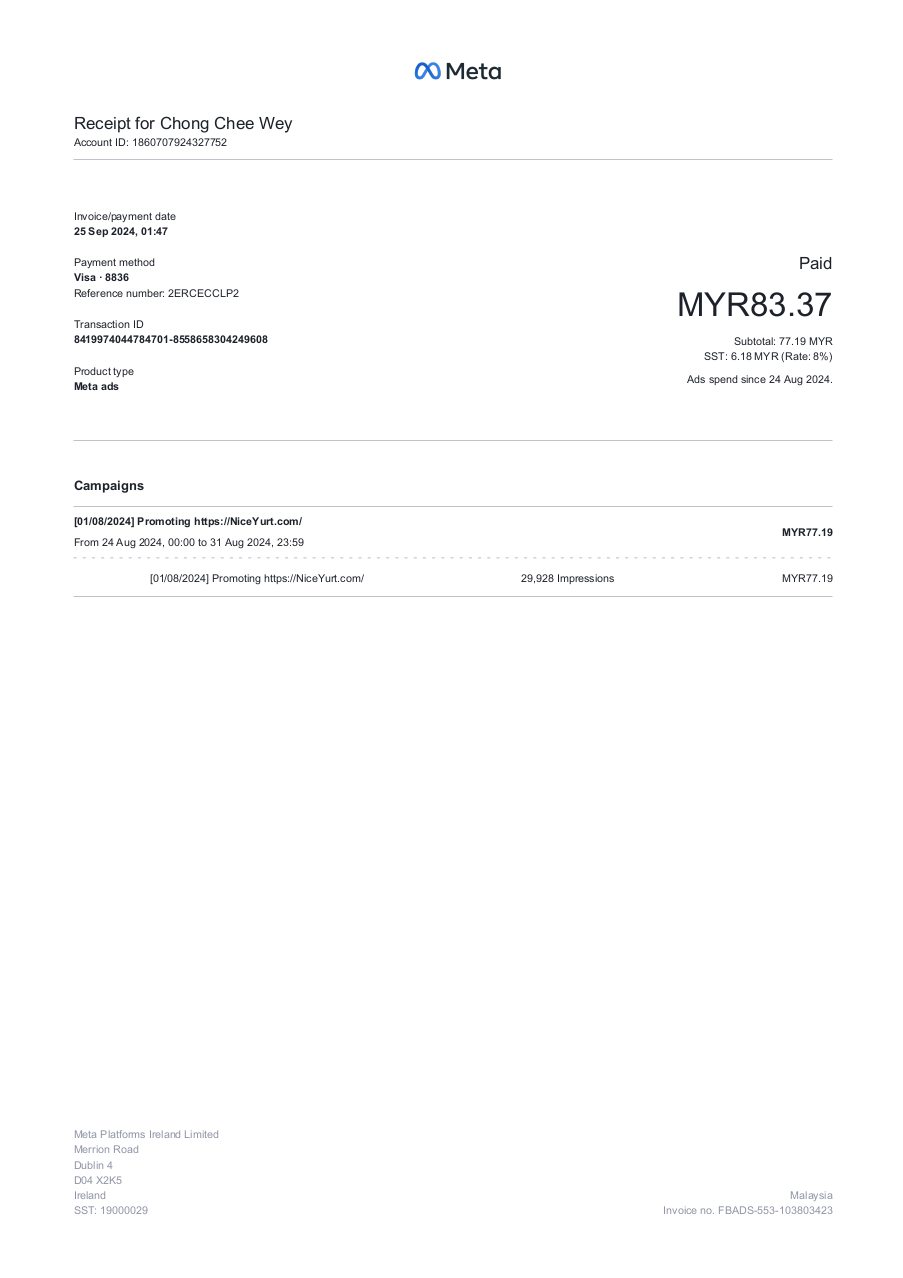 Meta
Receipt for Chong Chee Wey
Account ID: 1860707924327752
Invoice/payment date
25 Sep 2024, 01:47
Payment method
Visa · 8836
Reference number: 2ERCECCLP2
Transaction ID
8419974044784701-8558658304249608
Product type
Meta ads
Paid
MYR83.37
Subtotal: 77.19 MYR
SST: 6.18 MYR (Rate: 8%)
Ads spend since 24 Aug 2024.
Campaigns
[01/08/2024] Promoting https://NiceYurt.com/
From 24 Aug 2024, 00:00 to 31 Aug 2024, 23:59
MYR77.19
[01/08/2024] Promoting https://NiceYurt.com/ 29,928 Impressions MYR77.19
Meta Platforms Ireland Limited
Merrion Road
Dublin 4
D04 X2K5
Ireland
SST: 19000029
Malaysia
Invoice no. FBADS-553-103803423